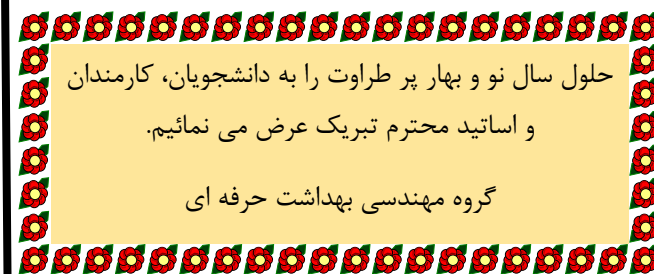 حلول سال نو و بهار پر طراوت را به دانشجویان، کارمندان
و اساتید محترم تبریک عرض می نمائیم.
گروه مهندسی بهداشت حرفه ای